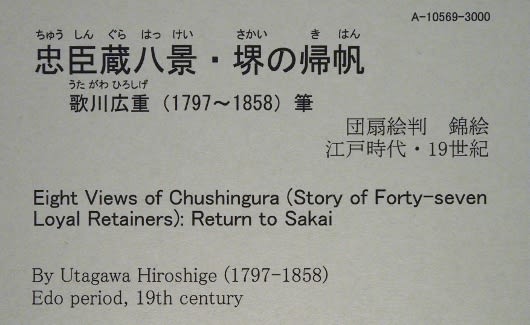 A-10569-3000
ちゅう しん ぐら はっ けい さかい き はん
忠臣蔵八景・堺の帰帆
うた がわ ひろしげ
歌川広重（1797～1858）筆
団扇絵判　錦絵
江戸時代・19世紀
Eight Views of Chushingura (Story of Forty-seven
Loyal Retainers): Return to Sakai
By Utagawa Hiroshige (1797-1858)
Edo period, 19th century